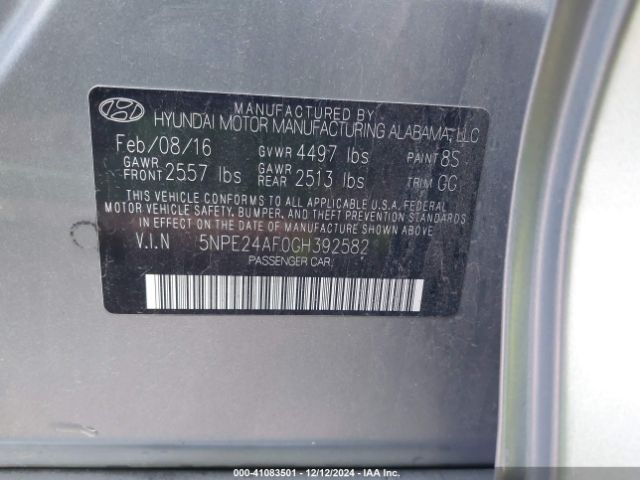 MANUFACTURED BY
HYUNDAI MOTOR MANUFACTURING ALABAMA, LLC
Feb/08/16 GVWR 4497 lbs PAINT 8S
GAWR FRONT 2557 lbs GAWR REAR 2513 lbs TRIM GG
THIS VEHICLE CONFORMS TO ALL APPLICABLE U.S.A. FEDERAL
MOTOR VEHICLE SAFETY, BUMPER, AND THEFT PREVENTION STANDARDS
IN EFFECT ON THE DATE OF MANUFACTURE SHOWN ABOVE.
V.I.N 5NPE24AF0GH392582
PASSENGER CAR
000-41083501 - 12/12/2024 - IAA Inc.